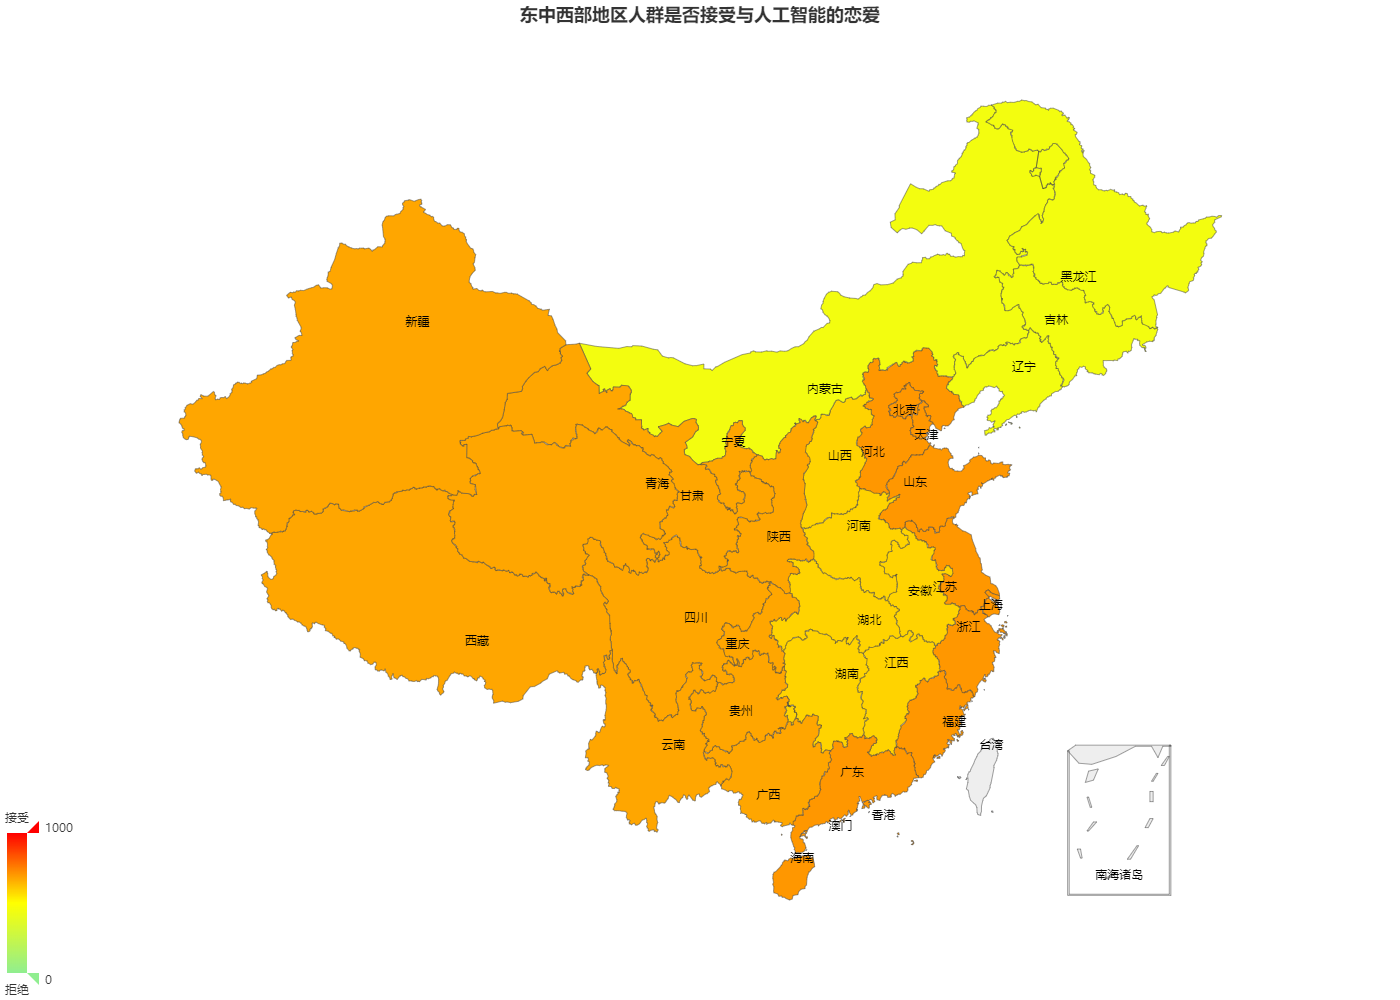 东中西部地区人群是否接受与人工智能的恋爱
黑龙江
吉林
新疆
辽宁
内蒙古
北京
天津
宁夏
山西
河北
青海
甘肃
山东
河南
陕西
安徽
江苏
上海
四川
湖北
浙江
西藏
重庆
江西
湖南
贵州
福建
云南
台湾
广东
广西
香港
澳门
海南
南海诸岛
接受
1000
0
拒绝